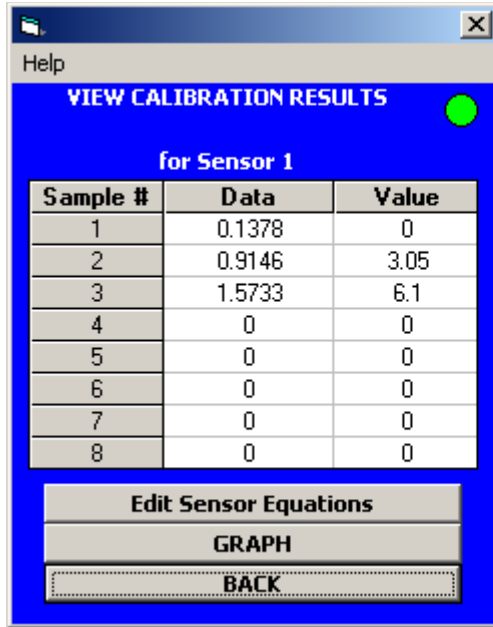 Help
VIEW CALIBRATION RESULTS
for Sensor 1
Sample # Data Value
1 0.1378 0
2 0.9146 3.05
3 1.5733 6.1
4 0 0
5 0 0
6 0 0
7 0 0
8 0 0
Edit Sensor Equations
GRAPH
BACK